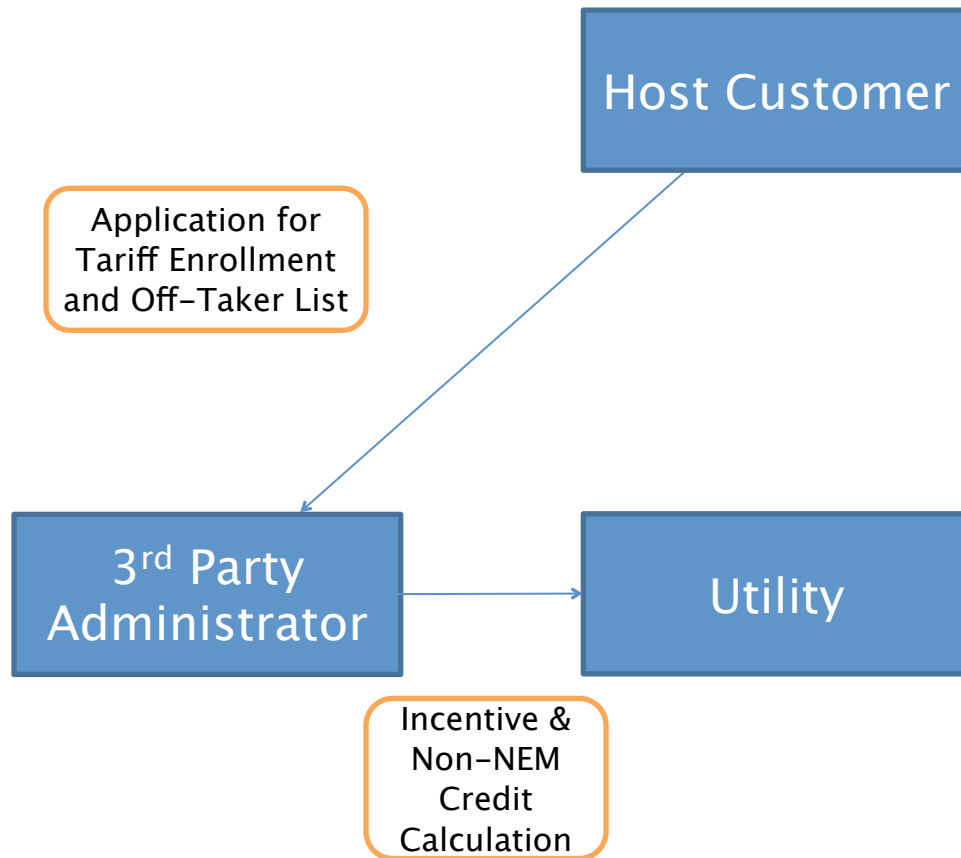 Host Customer
Application for
Tariff Enrollment
and Off-Taker List
3rd Party
Administrator
Utility
Incentive &
Non-NEM
Credit
Calculation